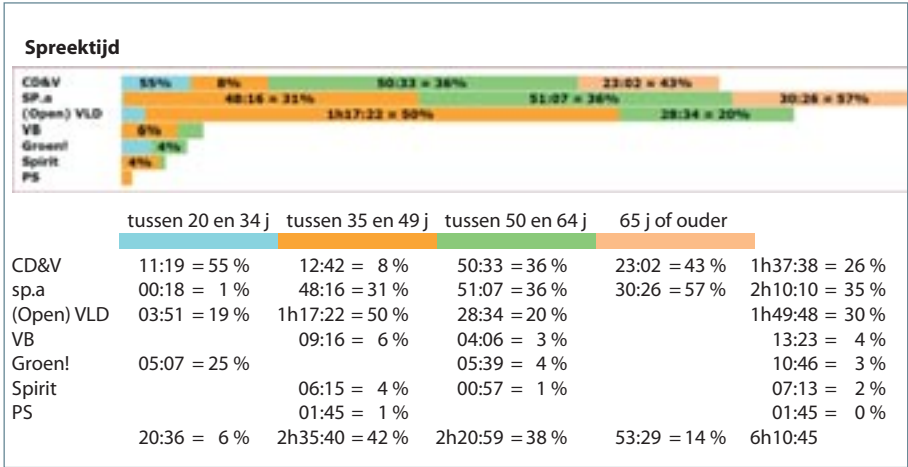 Spreektijd
CD&V 55% 8% 50:33 = 36% 23:02 = 43%
SP.a 48:16 = 31% 51:07 = 36% 30:26 = 57%
(Open) VLD 1h17:22 = 50% 28:34 = 20%
VB 6%
Groen! 4%
Spirit 4%
PS
tussen 20 en 34 j tussen 35 en 49 j tussen 50 en 64 j 65 j of ouder
CD&V 11:19 = 55 % 12:42 = 8 % 50:33 = 36 % 23:02 = 43 % 1h37:38 = 26 %
sp.a 00:18 = 1 % 48:16 = 31 % 51:07 = 36 % 30:26 = 57 % 2h10:10 = 35 %
(Open) VLD 03:51 = 19 % 1h17:22 = 50 % 28:34 = 20 % 1h49:48 = 30 %
VB 09:16 = 6 % 04:06 = 3 % 13:23 = 4 %
Groen! 05:07 = 25 % 05:39 = 4 % 10:46 = 3 %
Spirit 06:15 = 4 % 00:57 = 1 % 07:13 = 2 %
PS 01:45 = 1 % 01:45 = 0 %
20:36 = 6 % 2h35:40 = 42 % 2h20:59 = 38 % 53:29 = 14 % 6h10:45